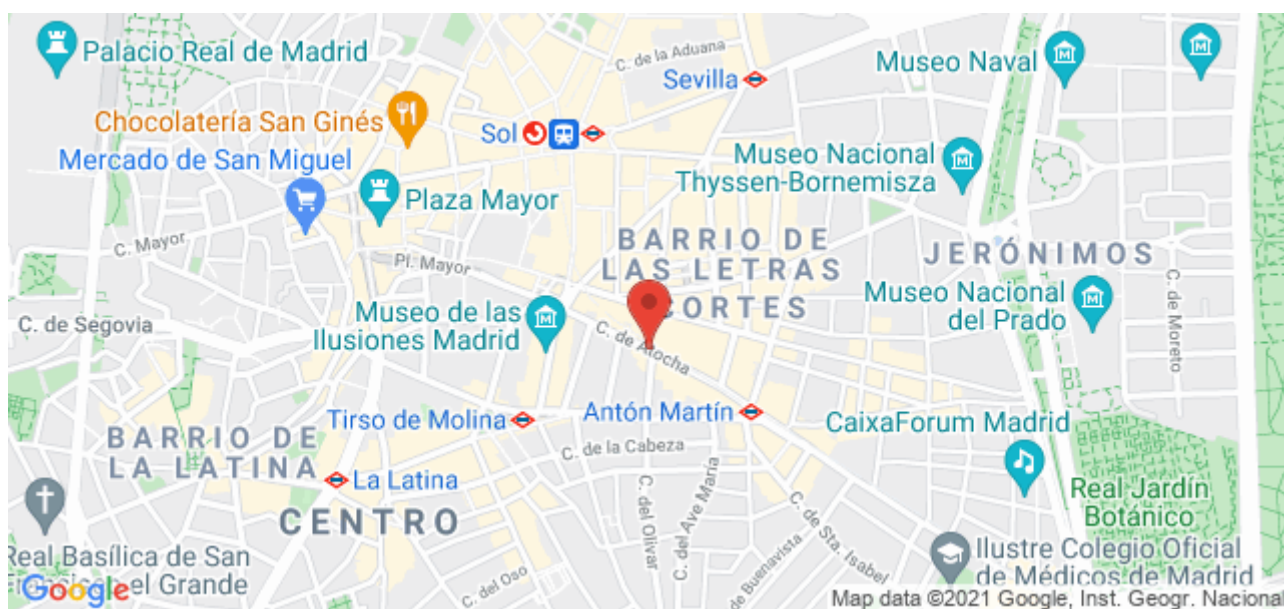 Palacio Real de Madrid
C. de la Aduana
Sevilla
Museo Naval
Chocolatería San Ginés
Sol
Mercado de San Miguel
Museo Nacional
Thyssen-Bornemisza
Plaza Mayor
C. Mayor
Pl. Mayor
BARRIO DE
LAS LETRAS
CORTES
JERÓNIMOS
C. de Moreto
Museo Nacional
del Prado
Museo de las
Ilusiones Madrid
C. de Segovia
C. de Atocha
Tirso de Molina
Antón Martín
CaixaForum Madrid
BARRIO DE
LA LATINA
C. de la Cabeza
La Latina
CENTRO
C. del Olivar
C. del Ave María
C. de Sta. Isabel
Real Jardín
Botánico
Real Basílica de San
el Grande
C. del Oso
de Buenavista
Ilustre Colegio Oficial
de Médicos de Madrid
Google
Map data ©2021 Google, Inst. Geogr. Naciona